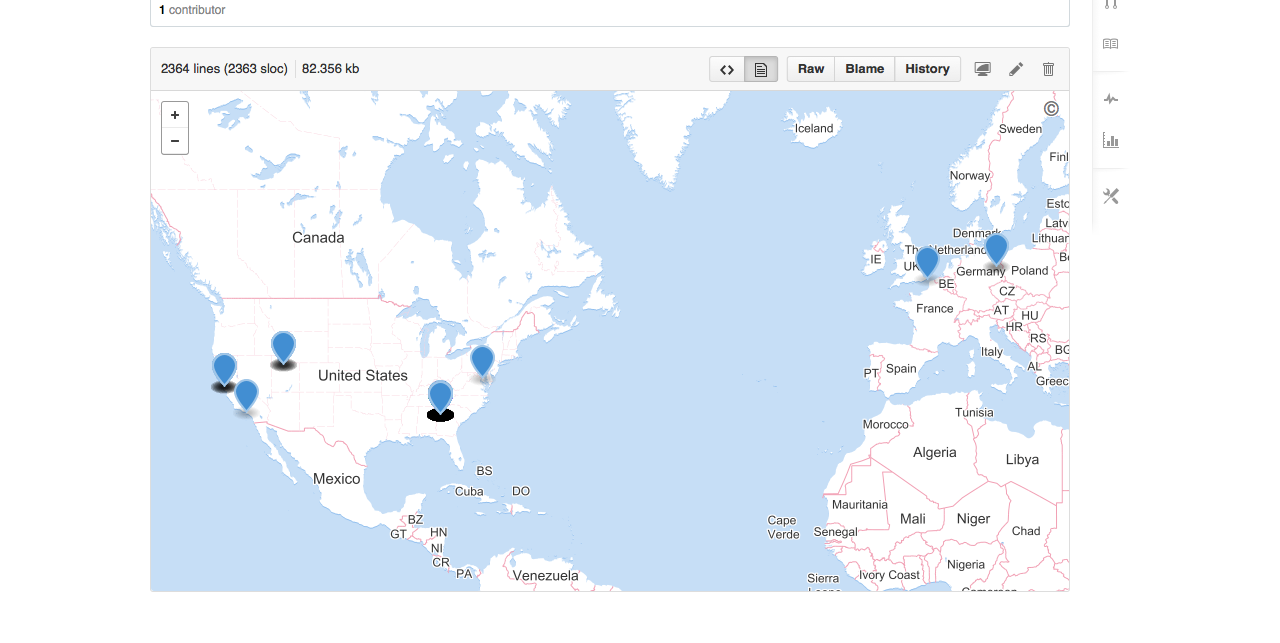 1 contributor
2364 lines (2363 sloc) 82.356 kb
<> Raw Blame History
+
−
©
Iceland
Sweden
Finl
Norway
Esto
Latv
Canada
Denmark
Lithuan
The Netherland
IE
UK
Be
Germany
Poland
BE
CZ
France
AT
HU
HR
RS
Italy
BG
United States
AL
PT
Spain
Greec
Tunisia
Morocco
Algeria
Libya
BS
Mexico
Cuba
DO
Mauritania
BZ
Cape
Verde
Mali
Niger
GT
HN
Senegal
Chad
NI
CR
Nigeria
PA
Venezuela
Sierra
Ivory Coast